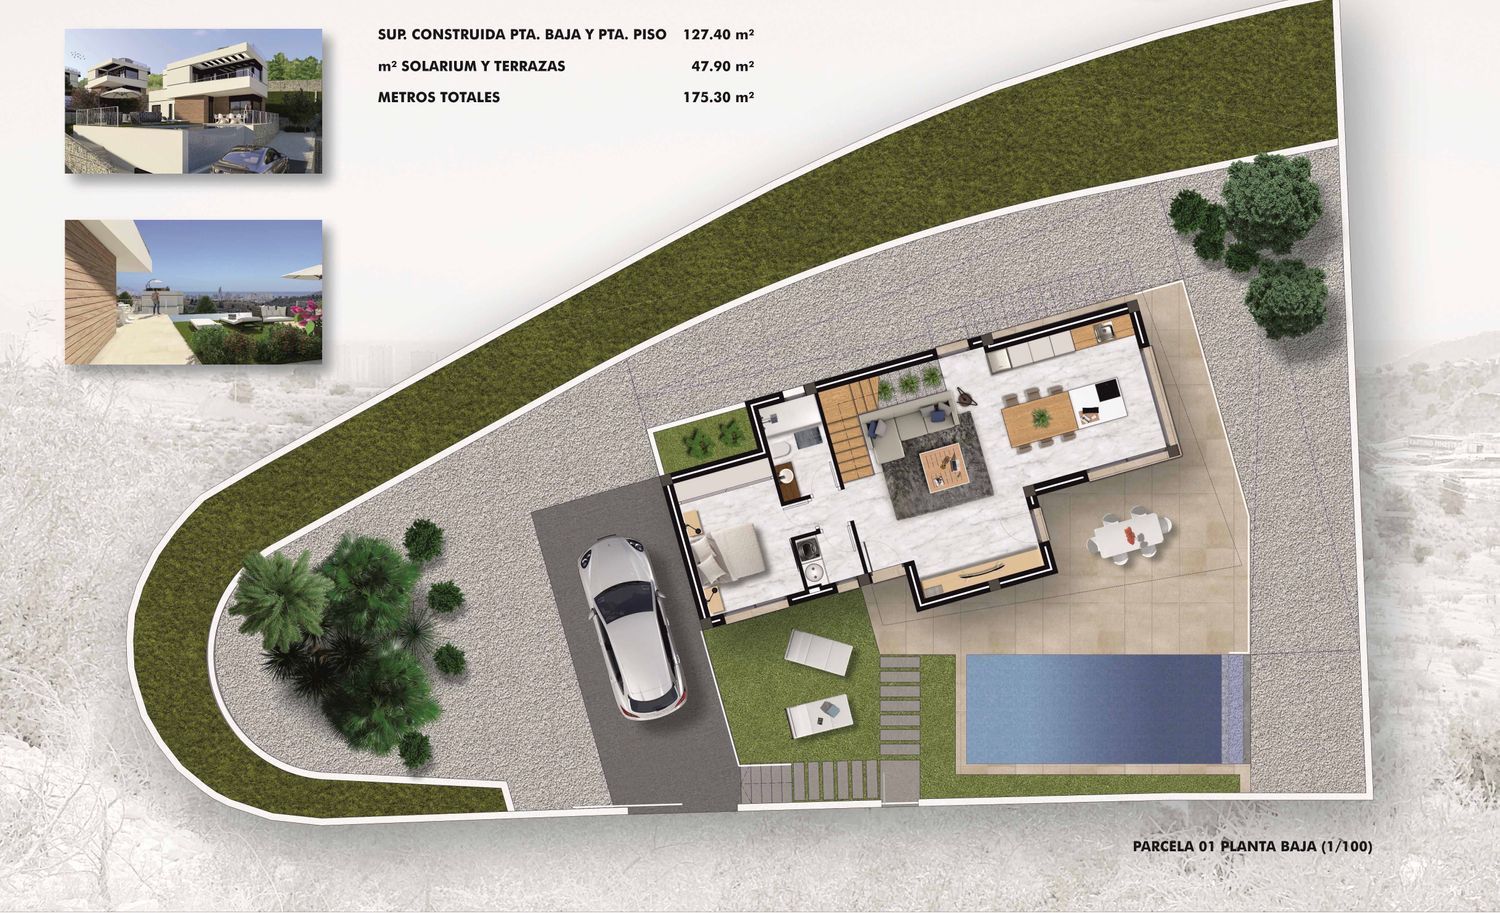 SUP. CONSTRUIDA PTA. BAJA Y PTA. PISO 127.40 m²
m² SOLARIUM Y TERRAZAS 47.90 m²
METROS TOTALES 175.30 m²
PARCELA 01 PLANTA BAJA (1/100)